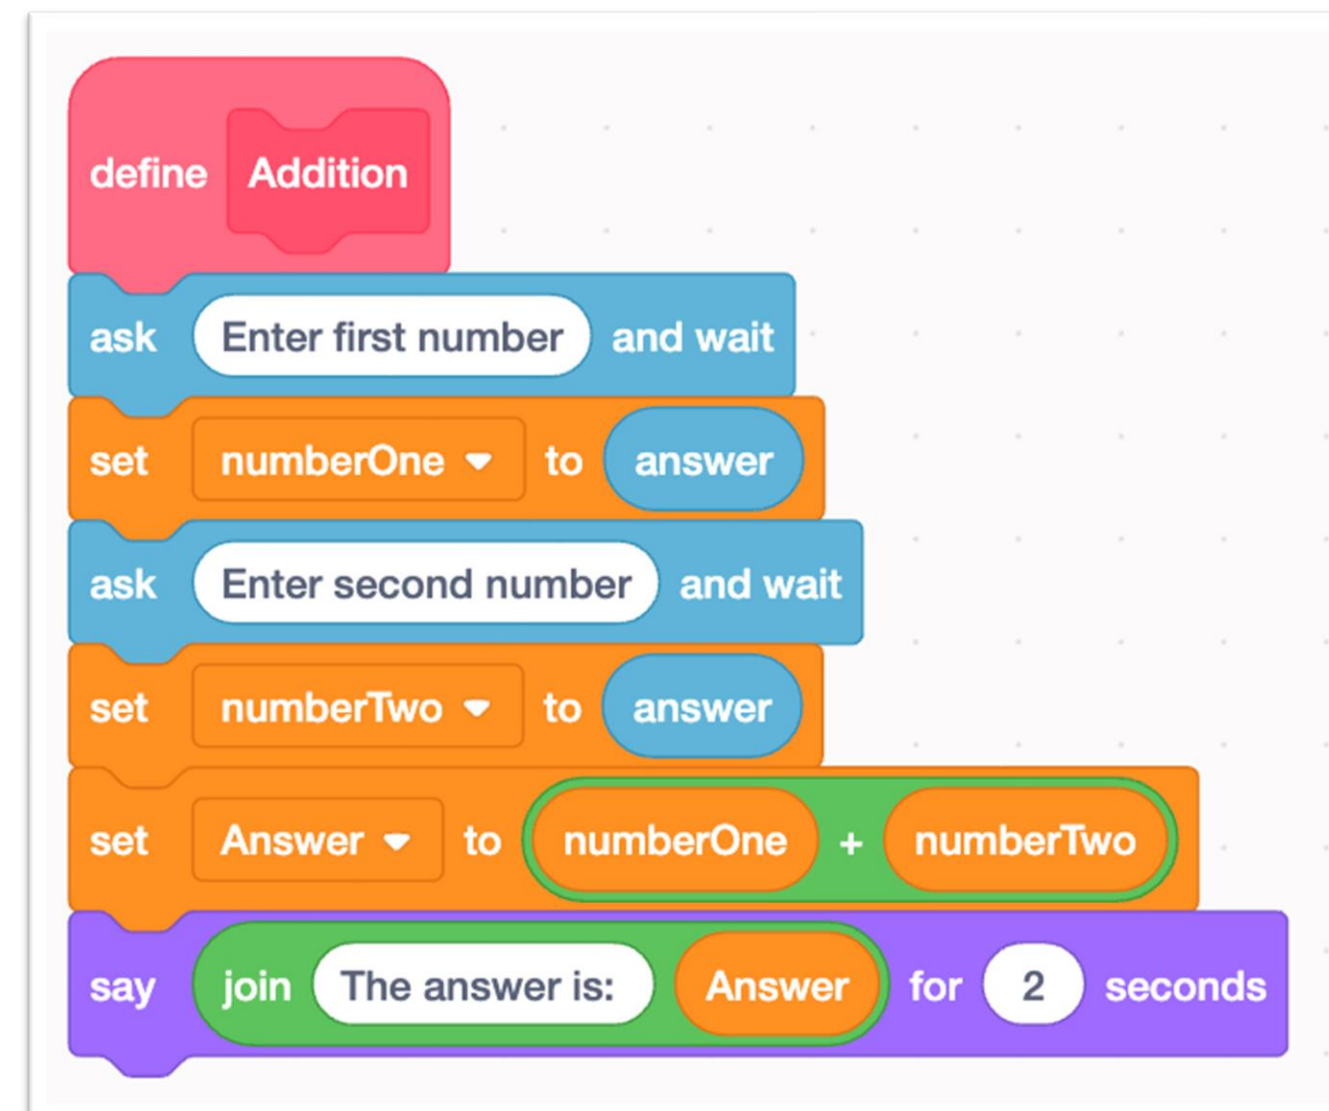 define Addition
ask Enter first number and wait
set numberOne to answer
ask Enter second number and wait
set numberTwo to answer
set Answer to numberOne + numberTwo
say join The answer is: Answer for 2 seconds